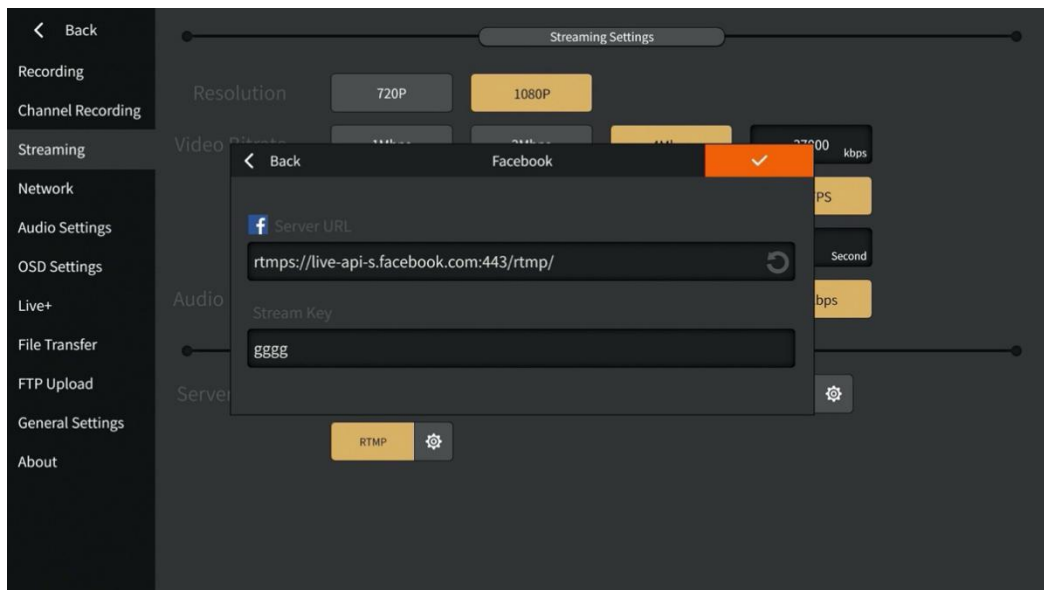 Back
Recording
Channel Recording
Streaming
Network
Audio Settings
OSD Settings
Live+
File Transfer
FTP Upload
General Settings
About
Streaming Settings
Resolution
720P
1080P
Video
kbps
Second
Audio
Server
RTMP
Back
Facebook
Server URL
rtmps://live-api-s.facebook.com:443/rtmp/
Stream Key
gggg